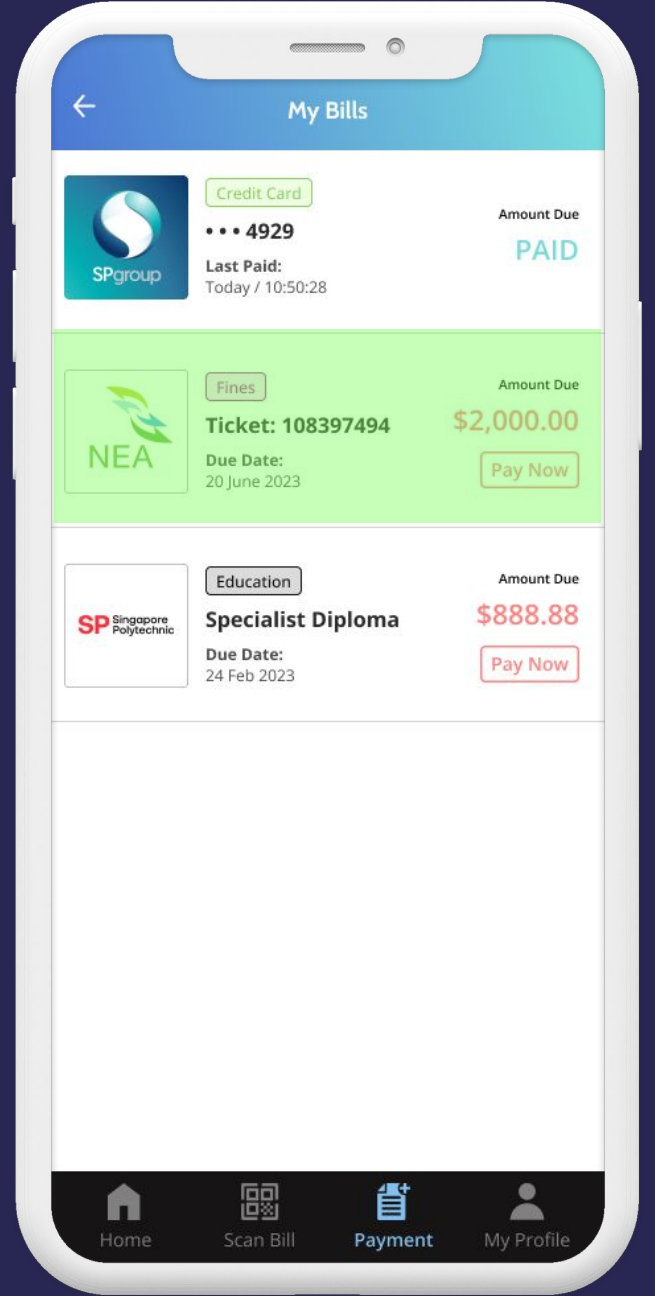 My Bills
SPgroup
Credit Card
• • • 4929
Last Paid:
Today / 10:50:28
Amount Due
PAID
NEA
Fines
Ticket: 108397494
Due Date:
20 June 2023
Amount Due
$2,000.00
Pay Now
SP Singapore
Polytechnic
Education
Specialist Diploma
Due Date:
24 Feb 2023
Amount Due
$888.88
Pay Now
Home
Scan Bill
Payment
My Profile